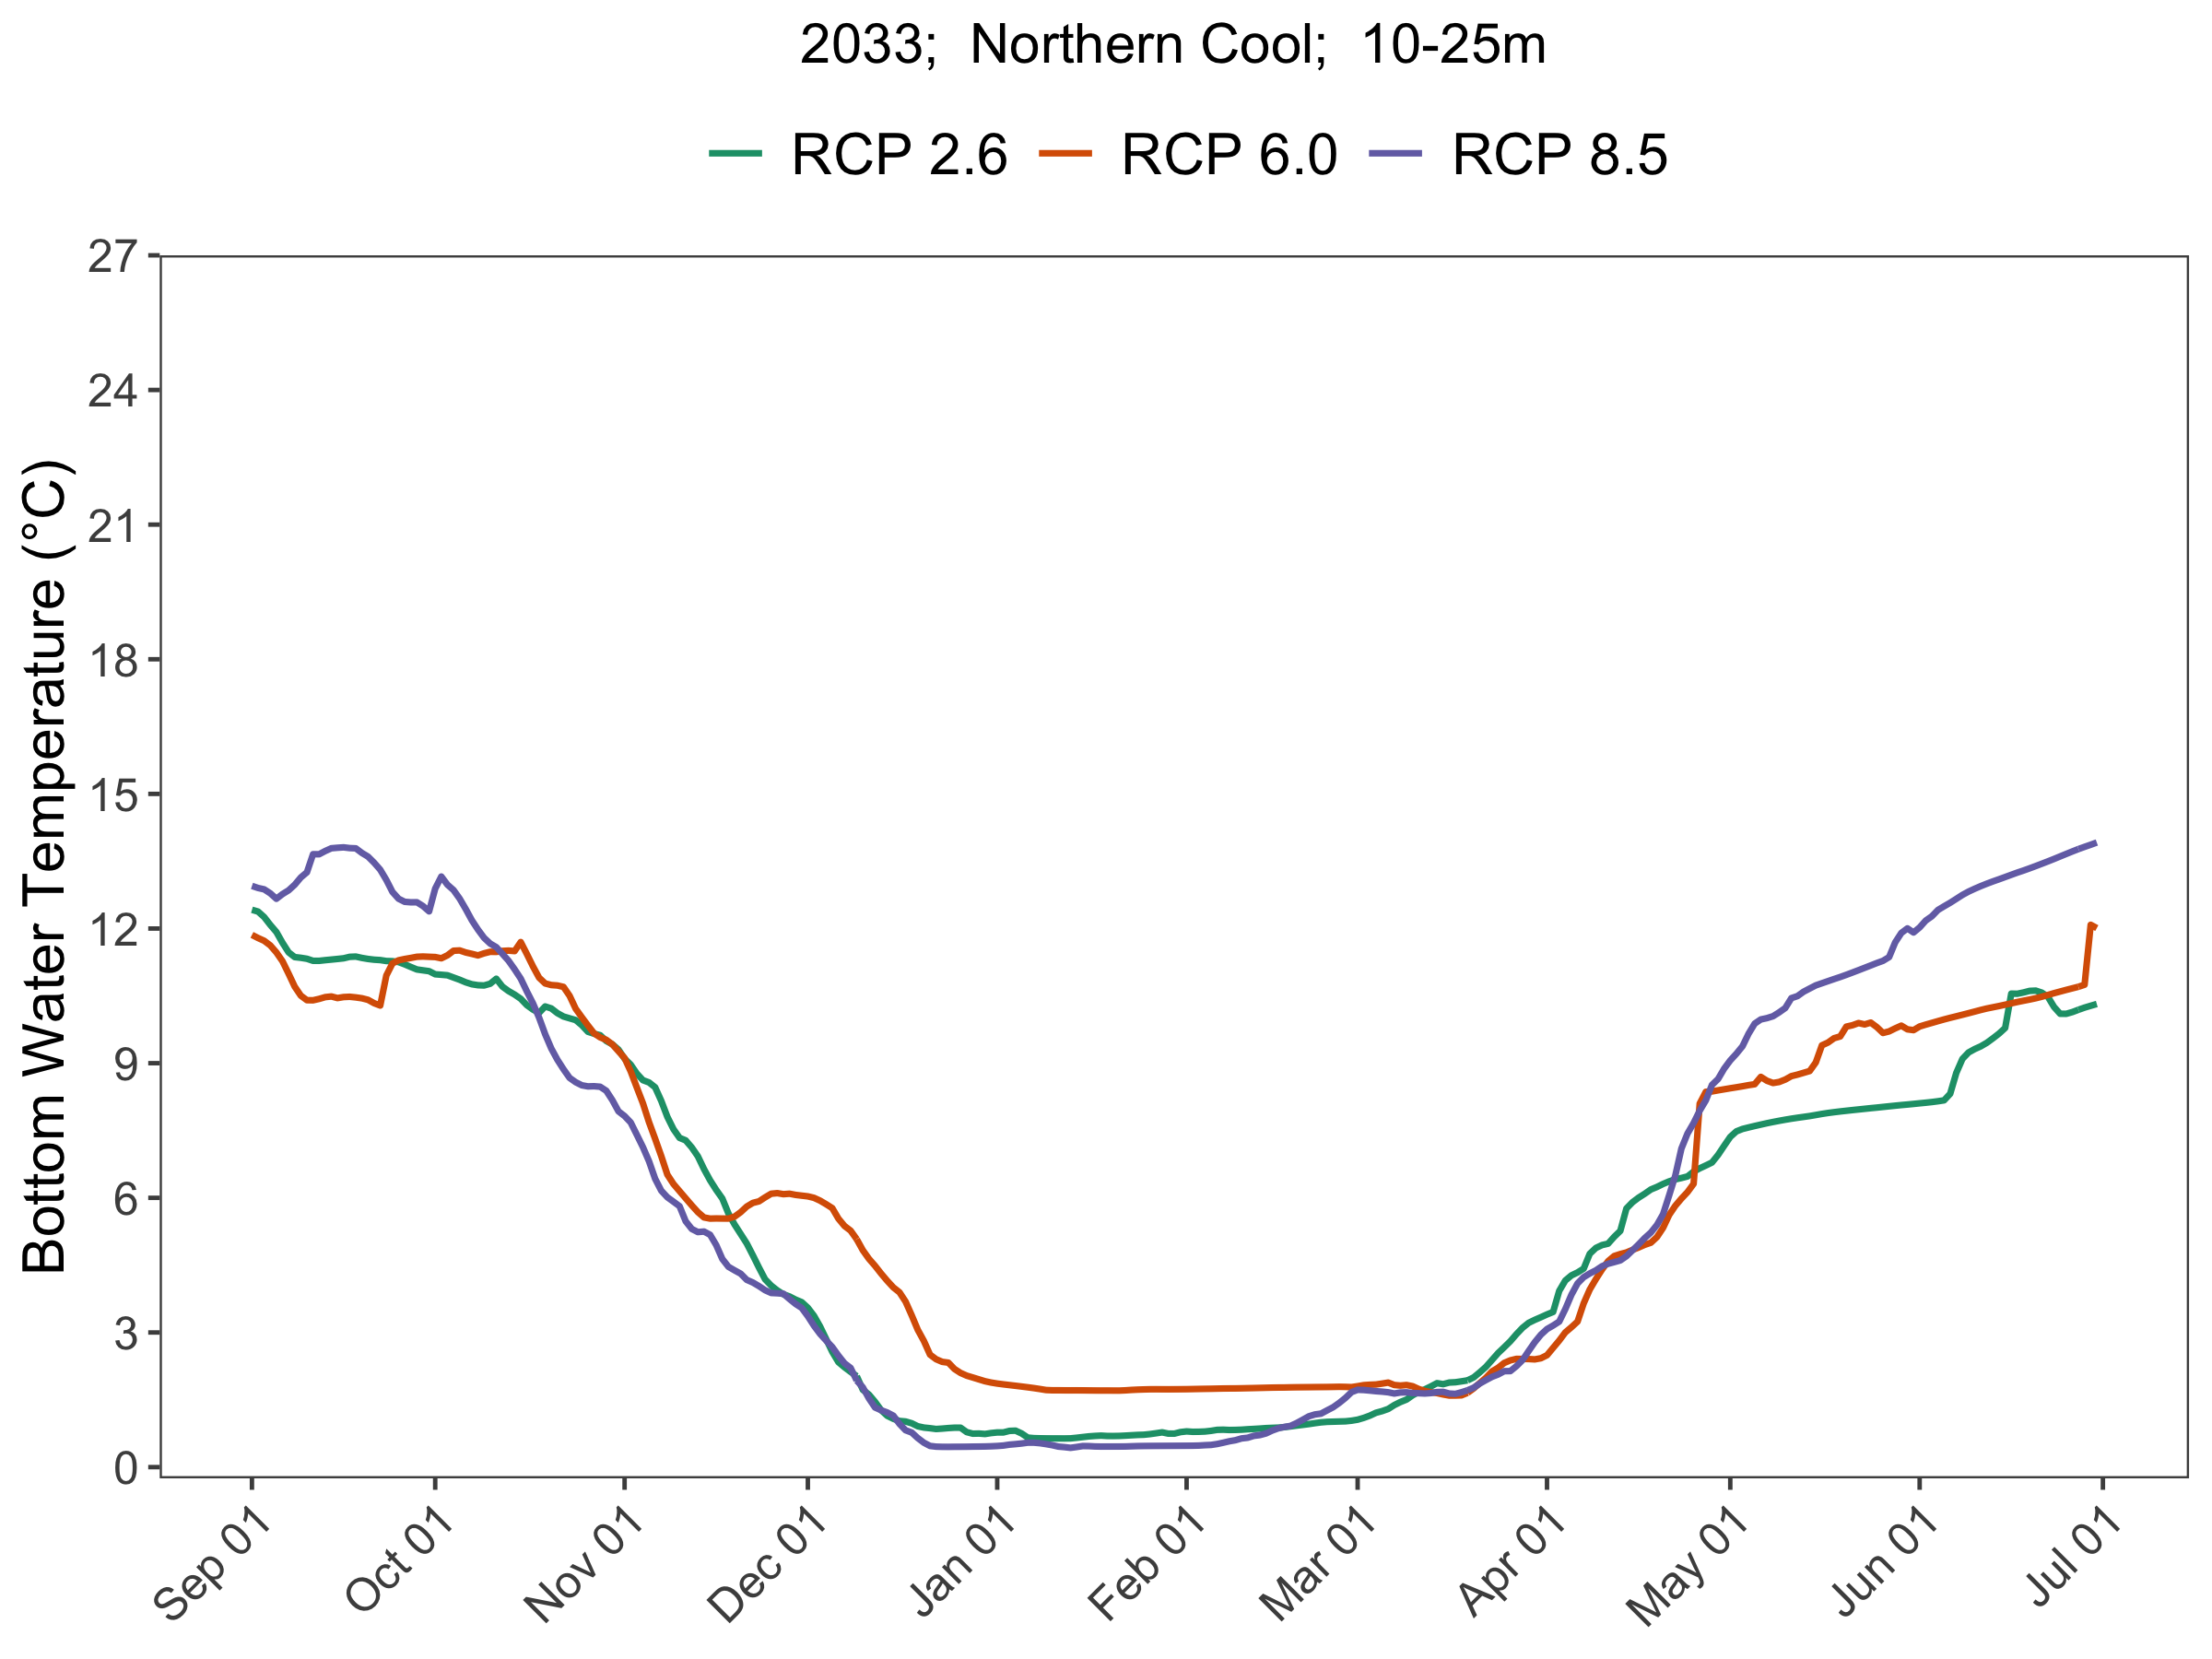 2033;  Northern Cool;  10-25m
RCP 2.6 RCP 6.0 RCP 8.5
Bottom Water Temperature (°C)
27
24
21
18
15
12
9
6
3
0
Sep 01 Oct 01 Nov 01 Dec 01 Jan 01 Feb 01 Mar 01 Apr 01 May 01 Jun 01 Jul 01